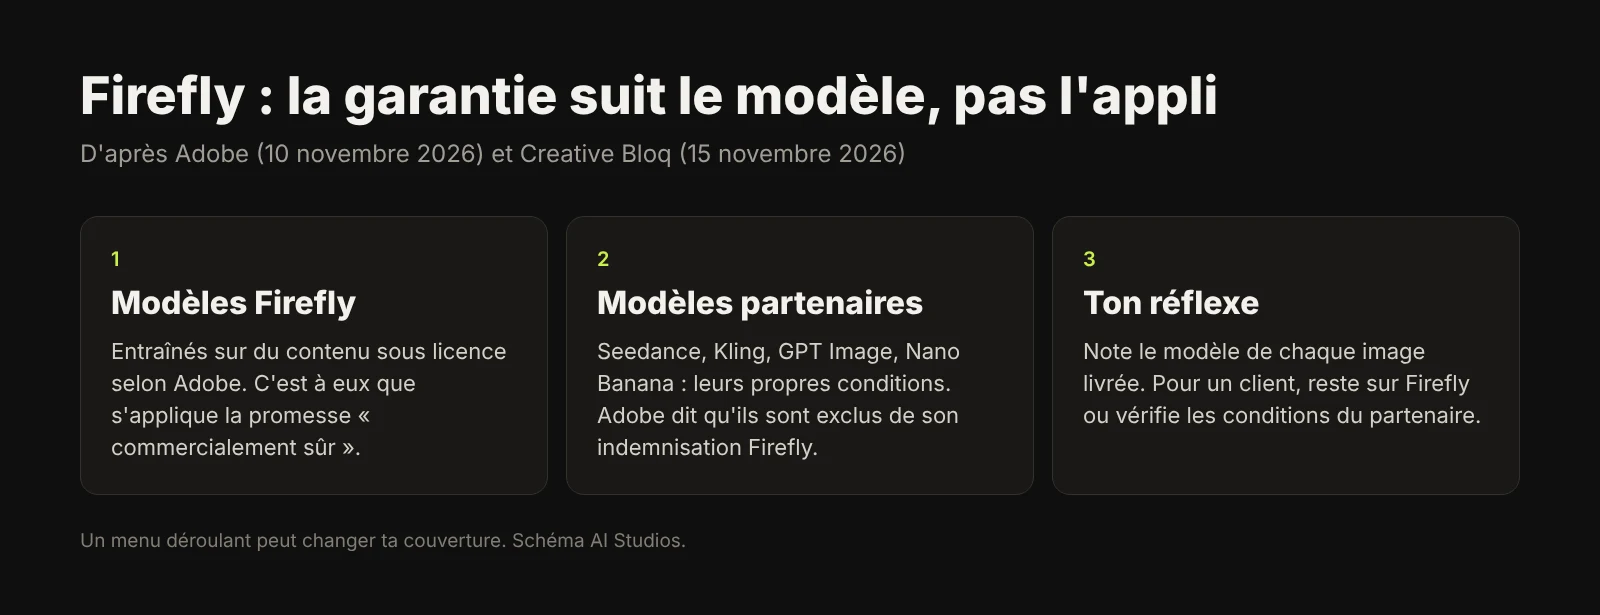 Firefly : la garantie suit le modèle, pas l'appli
D'après Adobe (10 novembre 2026) et Creative Bloq (15 novembre 2026)
1
Modèles Firefly
Entraînés sur du contenu sous licence
selon Adobe. C'est à eux que
s'applique la promesse «
commercialement sûr ».
2
Modèles partenaires
Seedance, Kling, GPT Image, Nano
Banana : leurs propres conditions.
Adobe dit qu'ils sont exclus de son
indemnisation Firefly.
3
Ton réflexe
Note le modèle de chaque image
livrée. Pour un client, reste sur Firefly
ou vérifie les conditions du partenaire.
Un menu déroulant peut changer ta couverture. Schéma AI Studios.